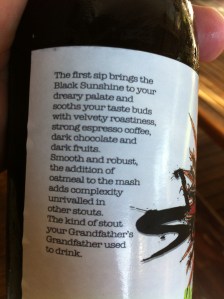 The first sip brings the
Black Sunshine to your
dreary palate and
sooths your taste buds
with velvety roastiness,
strong espresso coffee,
dark chocolate and
dark fruits.
Smooth and robust,
the addition of
oatmeal to the mash
adds complexity
unrivalled in
other stouts.
The kind of stout
your Grandfather's
Grandfather used
to drink.